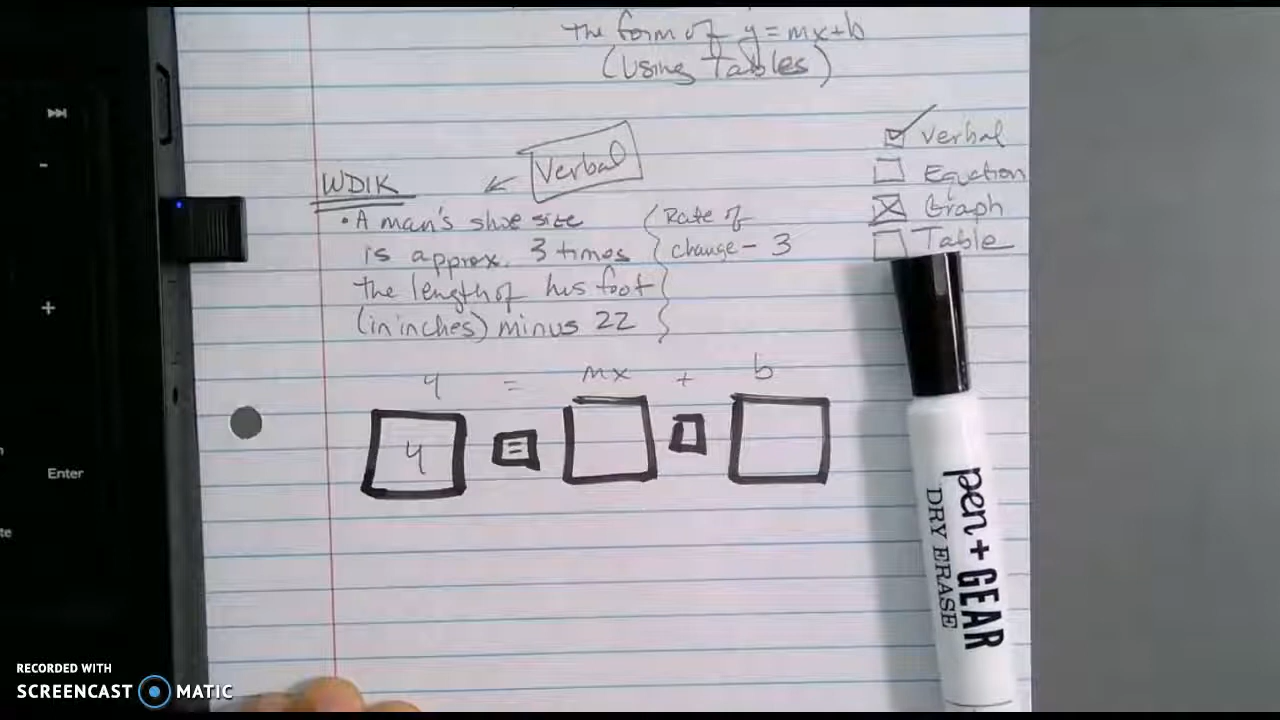 the form of y = mx + b
(Using Tables)
Verbal
Equation
Graph
Table
Verbal
WDIK
• A man's shoe size
is approx. 3 times
the length of his foot
(in inches) minus 22
Rate of
change - 3
y = mx + b
y =
pen + GEAR
DRY ERASE
Enter
RECORDED WITH
SCREENCAST MATIC